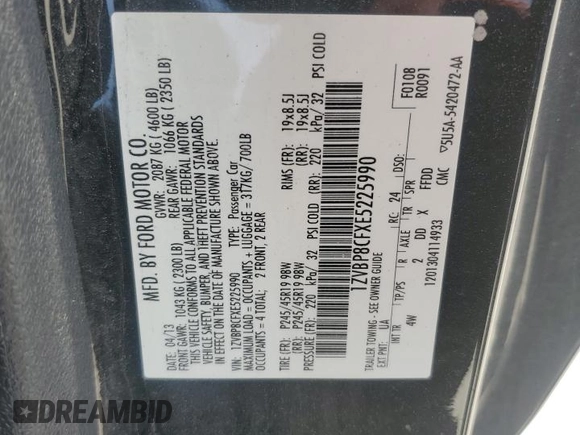 MFD. BY FORD MOTOR CO.
DATE: 04/13 GVWR: 2087 KG ( 4600 LB)
FRONT GAWR: 1043 KG ( 2300 LB) REAR GAWR: 1066 KG ( 2350 LB)
THIS VEHICLE CONFORMS TO ALL APPLICABLE FEDERAL MOTOR
VEHICLE SAFETY, BUMPER, AND THEFT PREVENTION STANDARDS
IN EFFECT ON THE DATE OF MANUFACTURE SHOWN ABOVE.
VIN: 1ZVBP8CFXE5225990 TYPE: Passenger Car
MAXIMUM LOAD = OCCUPANTS + LUGGAGE = 317KG/ 700LB
OCCUPANTS = 4 TOTAL; 2 FRONT, 2 REAR
TIRE (FR): P245/45R19 98W RIMS (FR): 19x8.5J
(RR): P245/45R19 98W (RR): 19x8.5J
PRESSURE (FR): 220 kPa/ 32 PSI COLD (RR): 220 kPa/ 32 PSI COLD
1ZVBP8CFXE5225990
TRAILER TOWING - SEE OWNER GUIDE F0108
R0091
EXT PNT: UA RC: 24 DSO:
INT TR TP/PS R AXLE TR SPR
4W 2 DD X FFDD
1201304114933 CMC ▽5U5A-5420472-AA
DREAMBID